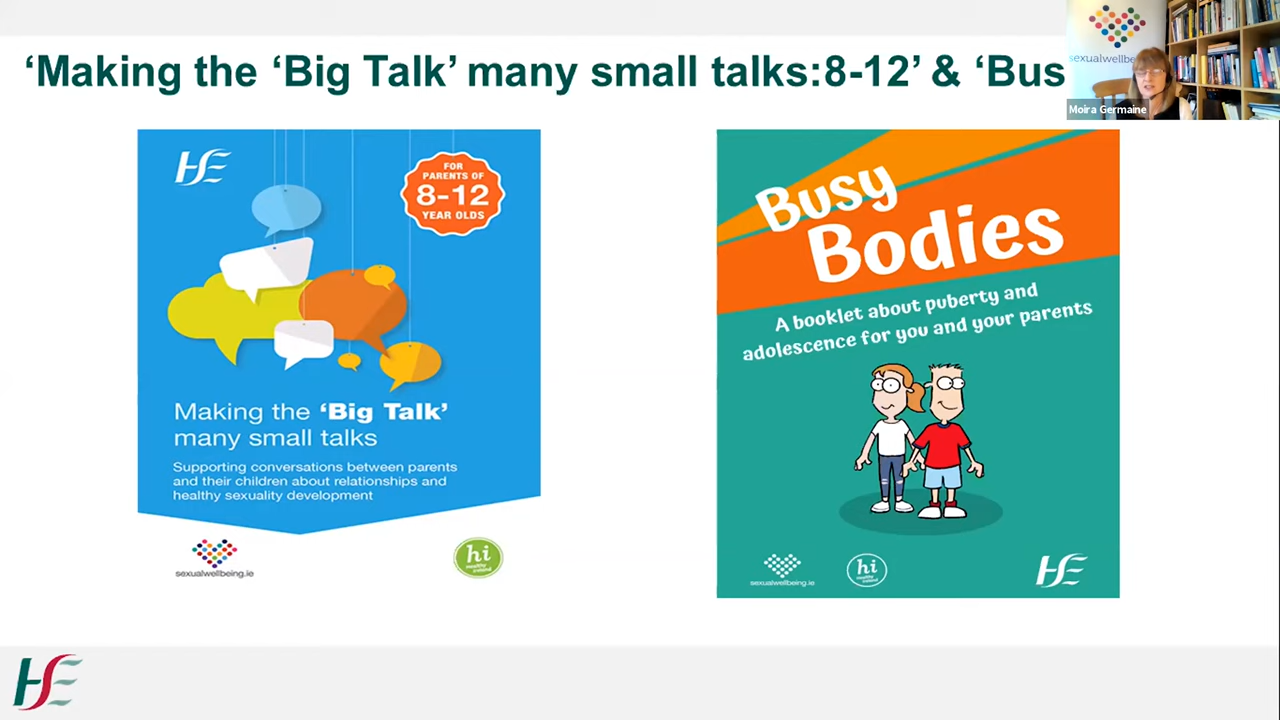 ‘Making the ‘Big Talk’ many small talks:8-12’ & ‘Bus
sexualwellbe
Moira Germaine
HSE
FOR
PARENTS OF
8-12
YEAR OLDS
Making the ‘Big Talk’
many small talks
Supporting conversations between parents
and their children about relationships and
healthy sexuality development
sexualwellbeing.ie
hi
healthy
ireland
Busy
Bodies
A booklet about puberty and
adolescence for you and your parents
sexualwellbeing.ie
hi
HSE
HSE